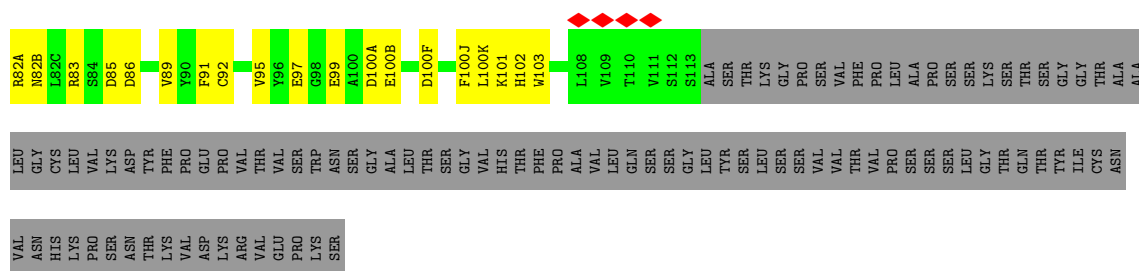 R82A N82B L82C R83 S84 D85 D86 V89 Y90 F91 C92 V95 Y96 E97 G98 E99 A100 D100A E100B D100F F100J L100K K101 H102 W103 L108 V109 T110 V111 S112 S113 ALA SER THR LYS GLY PRO SER VAL PHE PRO LEU ALA PRO SER SER LYS SER THR SER GLY GLY THR ALA ALA
LEU GLY CYS LEU VAL LYS ASP TYR PHE PRO GLU PRO VAL THR VAL SER TRP ASN SER GLY ALA LEU THR SER GLY VAL HIS THR PHE PRO ALA VAL LEU GLN SER SER GLY LEU TYR SER LEU SER SER VAL VAL THR VAL PRO SER SER SER LEU GLY THR GLN THR TYR ILE CYS ASN
VAL ASN HIS LYS PRO SER ASN THR LYS VAL ASP LYS ARG VAL GLU PRO LYS SER